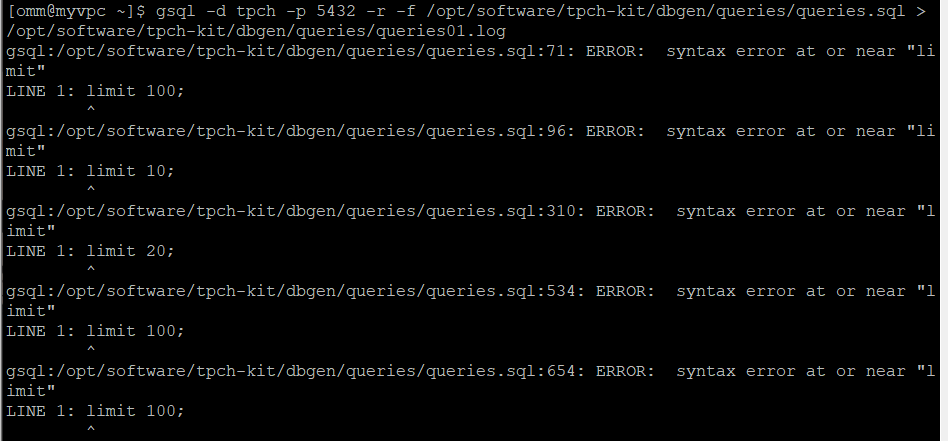 [omm@myvpc ~]$ gsql -d tpch -p 5432 -r -f /opt/software/tpch-kit/dbgen/queries/queries.sql >
/opt/software/tpch-kit/dbgen/queries/queries01.log
gsql:/opt/software/tpch-kit/dbgen/queries/queries.sql:71: ERROR:  syntax error at or near "li
mit"
LINE 1: limit 100;
        ^
gsql:/opt/software/tpch-kit/dbgen/queries/queries.sql:96: ERROR:  syntax error at or near "li
mit"
LINE 1: limit 10;
        ^
gsql:/opt/software/tpch-kit/dbgen/queries/queries.sql:310: ERROR:  syntax error at or near "l
imit"
LINE 1: limit 20;
        ^
gsql:/opt/software/tpch-kit/dbgen/queries/queries.sql:534: ERROR:  syntax error at or near "l
imit"
LINE 1: limit 100;
        ^
gsql:/opt/software/tpch-kit/dbgen/queries/queries.sql:654: ERROR:  syntax error at or near "l
imit"
LINE 1: limit 100;
        ^